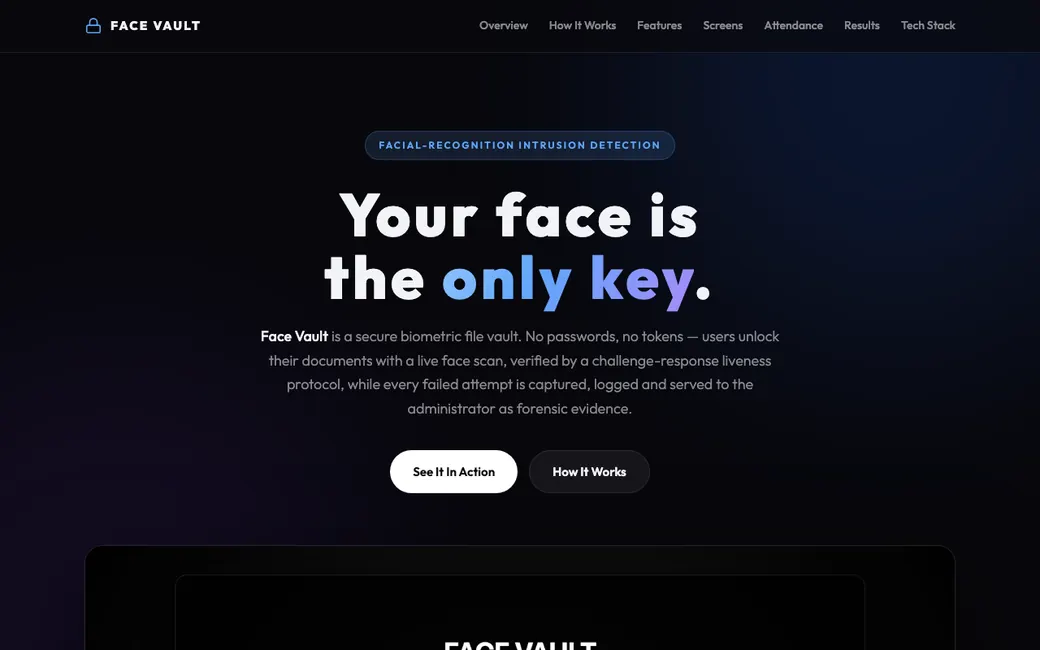 FACE VAULT
Overview
How It Works
Features
Screens
Attendance
Results
Tech Stack
FACIAL-RECOGNITION INTRUSION DETECTION
Your face is
the only key.
Face Vault is a secure biometric file vault. No passwords, no tokens — users unlock
their documents with a live face scan, verified by a challenge-response liveness
protocol, while every failed attempt is captured, logged and served to the
administrator as forensic evidence.
See It In Action
How It Works
FACE VAULT